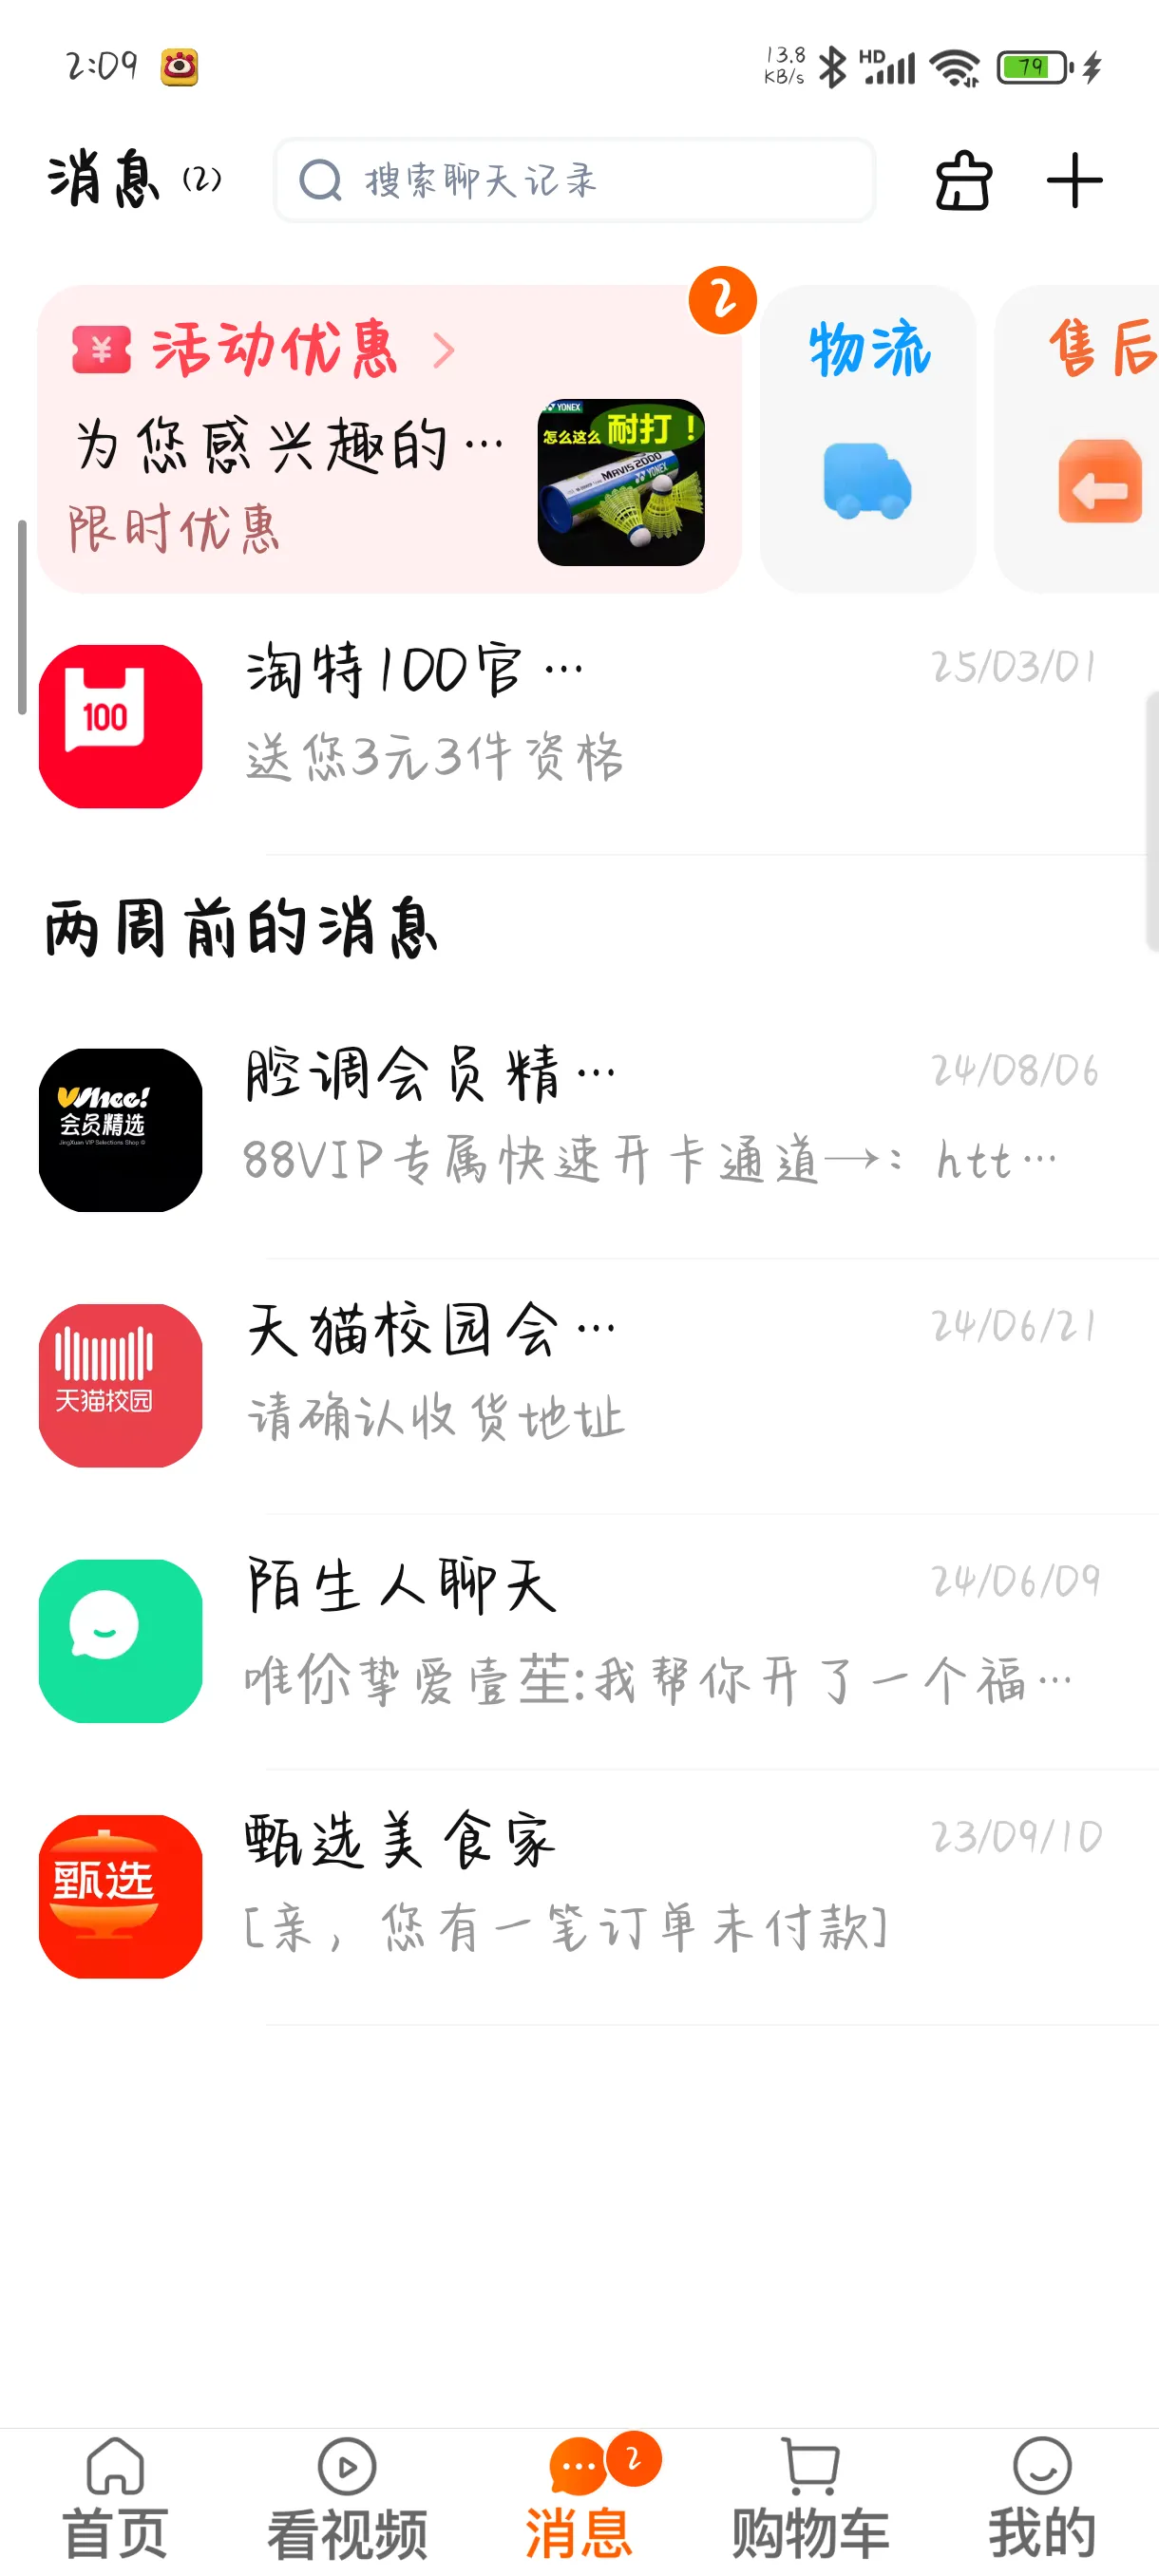 2:09
13.8 KB/s HD 79
消息 (2)
搜索聊天记录
活动优惠
2
为您感兴趣的…
限时优惠
YONEX
怎么这么耐打！
MAVIS 2000
YONEX
物流
售后
淘特100官…
25/03/01
100
送您3元3件资格
两周前的消息
腔调会员精…
24/08/06
Whee!
会员精选
JingXuan VIP Selections Shop
88VIP专属快速开卡通道→：htt…
天猫校园会…
24/06/21
天猫校园
请确认收货地址
陌生人聊天
24/06/09
唯伱挚爱壹苼:我帮你开了一个福…
甄选美食家
23/09/10
甄选
[亲，您有一笔订单未付款]
2
首页
看视频
消息
购物车
我的